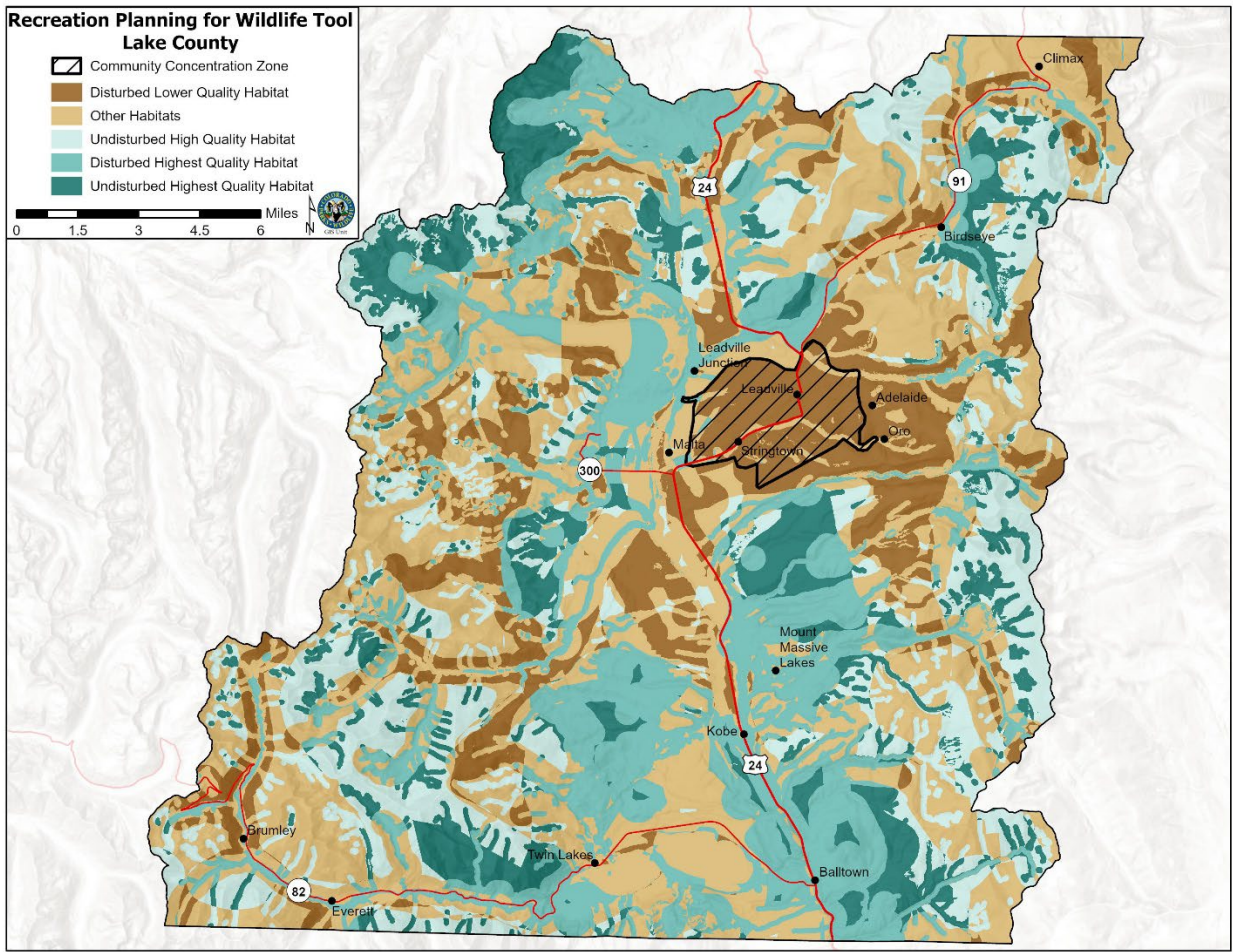 Recreation Planning for Wildlife Tool
Lake County
Community Concentration Zone
Disturbed Lower Quality Habitat
Other Habitats
Undisturbed High Quality Habitat
Disturbed Highest Quality Habitat
Undisturbed Highest Quality Habitat
Miles
0 1.5 3 4.5 6
N
GIS Unit
Climax
24
91
Birdseye
Leadville
Junction
Leadville
Adelaide
Oro
Malta
Stringtown
300
Mount
Massive
Lakes
Kobe
24
Brumley
Twin Lakes
Balltown
82
Everett